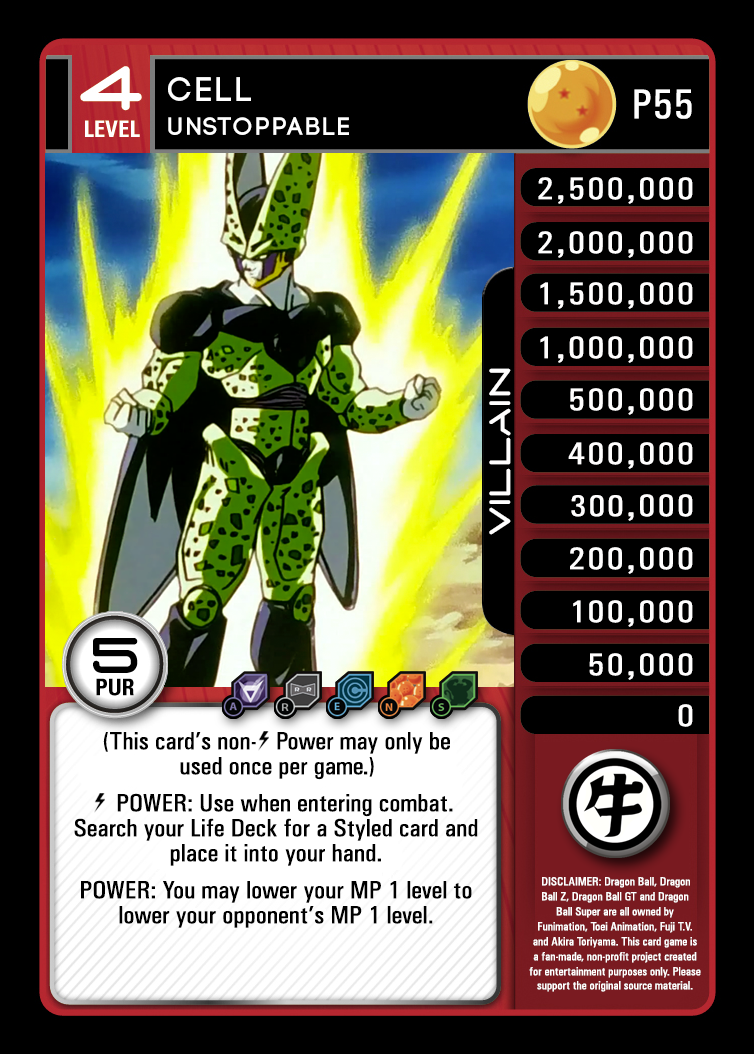 4
LEVEL
CELL
UNSTOPPABLE
P55
2,500,000
2,000,000
1,500,000
1,000,000
500,000
400,000
300,000
200,000
100,000
50,000
0
VILLAIN
5
PUR
A
R
R R
E
N
S
(This card's non-⚡ Power may only be
used once per game.)
⚡ POWER: Use when entering combat.
Search your Life Deck for a Styled card and
place it into your hand.
POWER: You may lower your MP 1 level to
lower your opponent's MP 1 level.
牛
DISCLAIMER: Dragon Ball, Dragon
Ball Z, Dragon Ball GT and Dragon
Ball Super are all owned by
Funimation, Toei Animation, Fuji T.V.
and Akira Toriyama. This card game is
a fan-made, non-profit project created
for entertainment purposes only. Please
support the original source material.